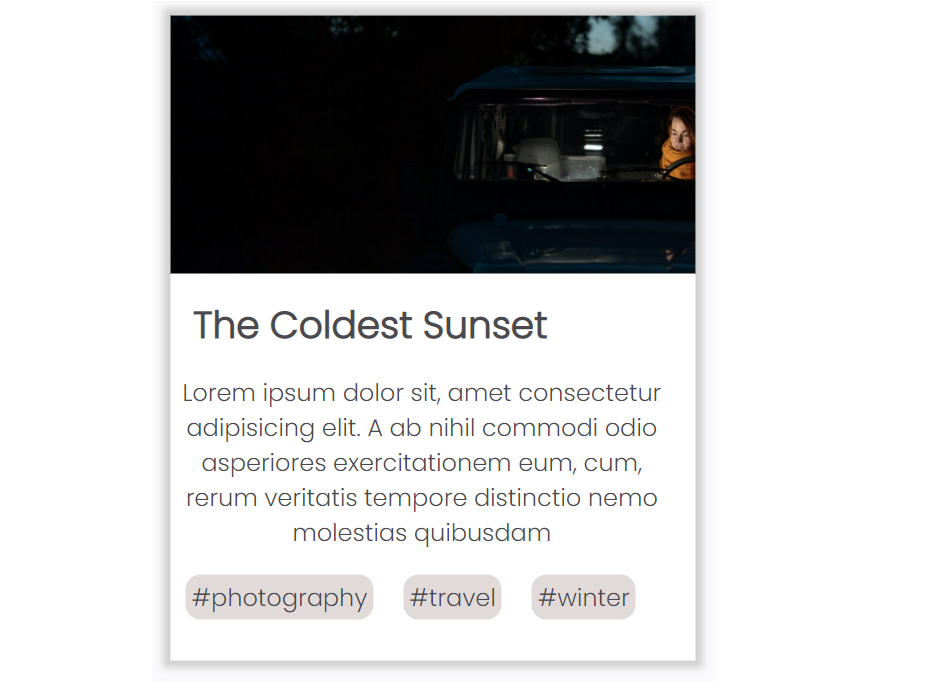 The Coldest Sunset
Lorem ipsum dolor sit, amet consectetur
adipisicing elit. A ab nihil commodi odio
asperiores exercitationem eum, cum,
rerum veritatis tempore distinctio nemo
molestias quibusdam
#photography #travel #winter